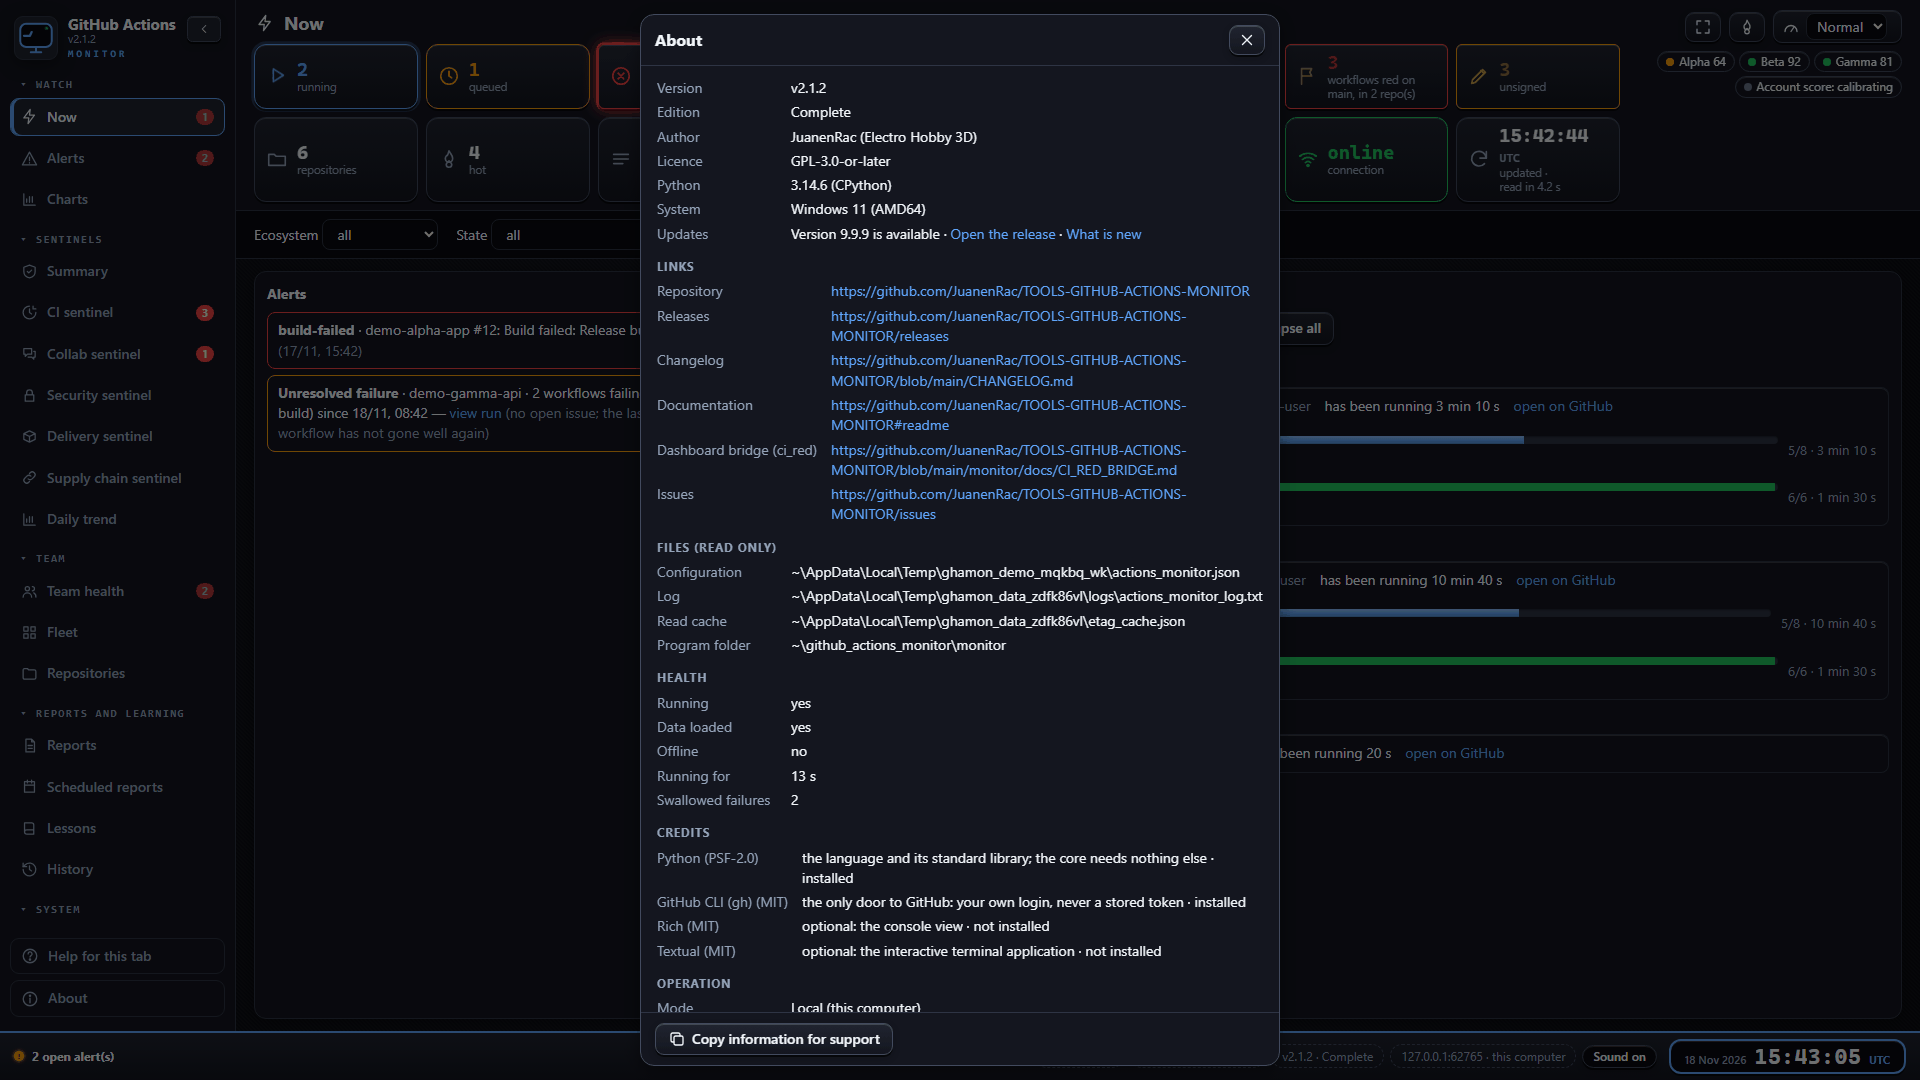 GitHub Actions
v2.1.2
MONITOR
WATCH
Now 1
Alerts 2
Charts
SENTINELS
Summary
CI sentinel 3
Collab sentinel 1
Security sentinel
Delivery sentinel
Supply chain sentinel
Daily trend
TEAM
Team health 2
Fleet
Repositories
REPORTS AND LEARNING
Reports
Scheduled reports
Lessons
History
SYSTEM
Help for this tab
About
2 open alert(s)
Now
2
running
1
queued
6
repositories
4
hot
Ecosystem all
State all
Alerts
build-failed · demo-alpha-app #12: Build failed: Release
(17/11, 15:42)
Unresolved failure · demo-gamma-api · 2 workflows
build) since 18/11, 08:42 — view run (no open issue; the
workflow has not gone well again)
About
Version v2.1.2
Edition Complete
Author JuanenRac (Electro Hobby 3D)
Licence GPL-3.0-or-later
Python 3.14.6 (CPython)
System Windows 11 (AMD64)
Updates Version 9.9.9 is available · Open the release · What is new
LINKS
Repository https://github.com/JuanenRac/TOOLS-GITHUB-ACTIONS-MONITOR
Releases https://github.com/JuanenRac/TOOLS-GITHUB-ACTIONS-
MONITOR/releases
Changelog https://github.com/JuanenRac/TOOLS-GITHUB-ACTIONS-
MONITOR/blob/main/CHANGELOG.md
Documentation https://github.com/JuanenRac/TOOLS-GITHUB-ACTIONS-
MONITOR#readme
Dashboard bridge (ci_red) https://github.com/JuanenRac/TOOLS-GITHUB-ACTIONS-
MONITOR/blob/main/monitor/docs/CI_RED_BRIDGE.md
Issues https://github.com/JuanenRac/TOOLS-GITHUB-ACTIONS-
MONITOR/issues
FILES (READ ONLY)
Configuration ~\AppData\Local\Temp\ghamon_demo_mqkbq_wk\actions_monitor.json
Log ~\AppData\Local\Temp\ghamon_data_zdfk86vl\logs\actions_monitor_log.txt
Read cache ~\AppData\Local\Temp\ghamon_data_zdfk86vl\etag_cache.json
Program folder ~\github_actions_monitor\monitor
HEALTH
Running yes
Data loaded yes
Offline no
Running for 13 s
Swallowed failures 2
CREDITS
Python (PSF-2.0) the language and its standard library; the core needs nothing else ·
installed
GitHub CLI (gh) (MIT) the only door to GitHub: your own login, never a stored token · installed
Rich (MIT) optional: the console view · not installed
Textual (MIT) optional: the interactive terminal application · not installed
OPERATION
Mode Local (this computer)
Copy information for support
3
workflows red on
main, in 2 repo(s)
3
unsigned
online
connection
15:42:44
UTC
updated ·
read in 4.2 s
Normal
Alpha 64 Beta 92 Gamma 81
Account score: calibrating
pse all
-user has been running 3 min 10 s open on GitHub
5/8 · 3 min 10 s
6/6 · 1 min 30 s
user has been running 10 min 40 s open on GitHub
5/8 · 10 min 40 s
6/6 · 1 min 30 s
been running 20 s open on GitHub
v2.1.2 · Complete 127.0.0.1:62765 · this computer Sound on 18 Nov 2026 15:43:05 UTC